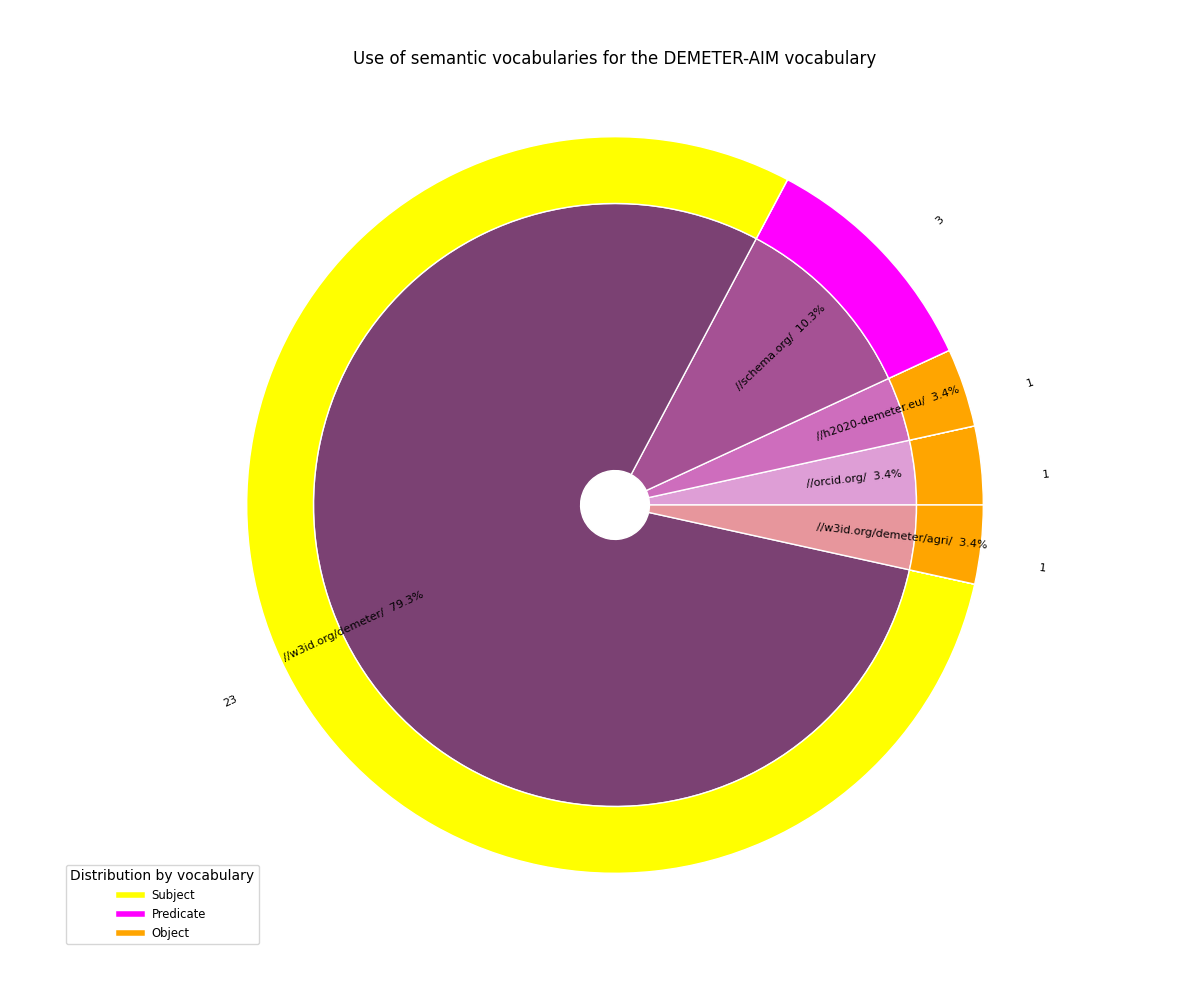 Use of semantic vocabularies for the DEMETER-AIM vocabulary
3
//schema.org/ 10.3%
1
//h2020-demeter.eu/ 3.4%
1
//orcid.org/ 3.4%
//w3id.org/demeter/agri/ 3.4%
1
//w3id.org/demeter/ 79.3%
23
Distribution by vocabulary
Subject
Predicate
Object